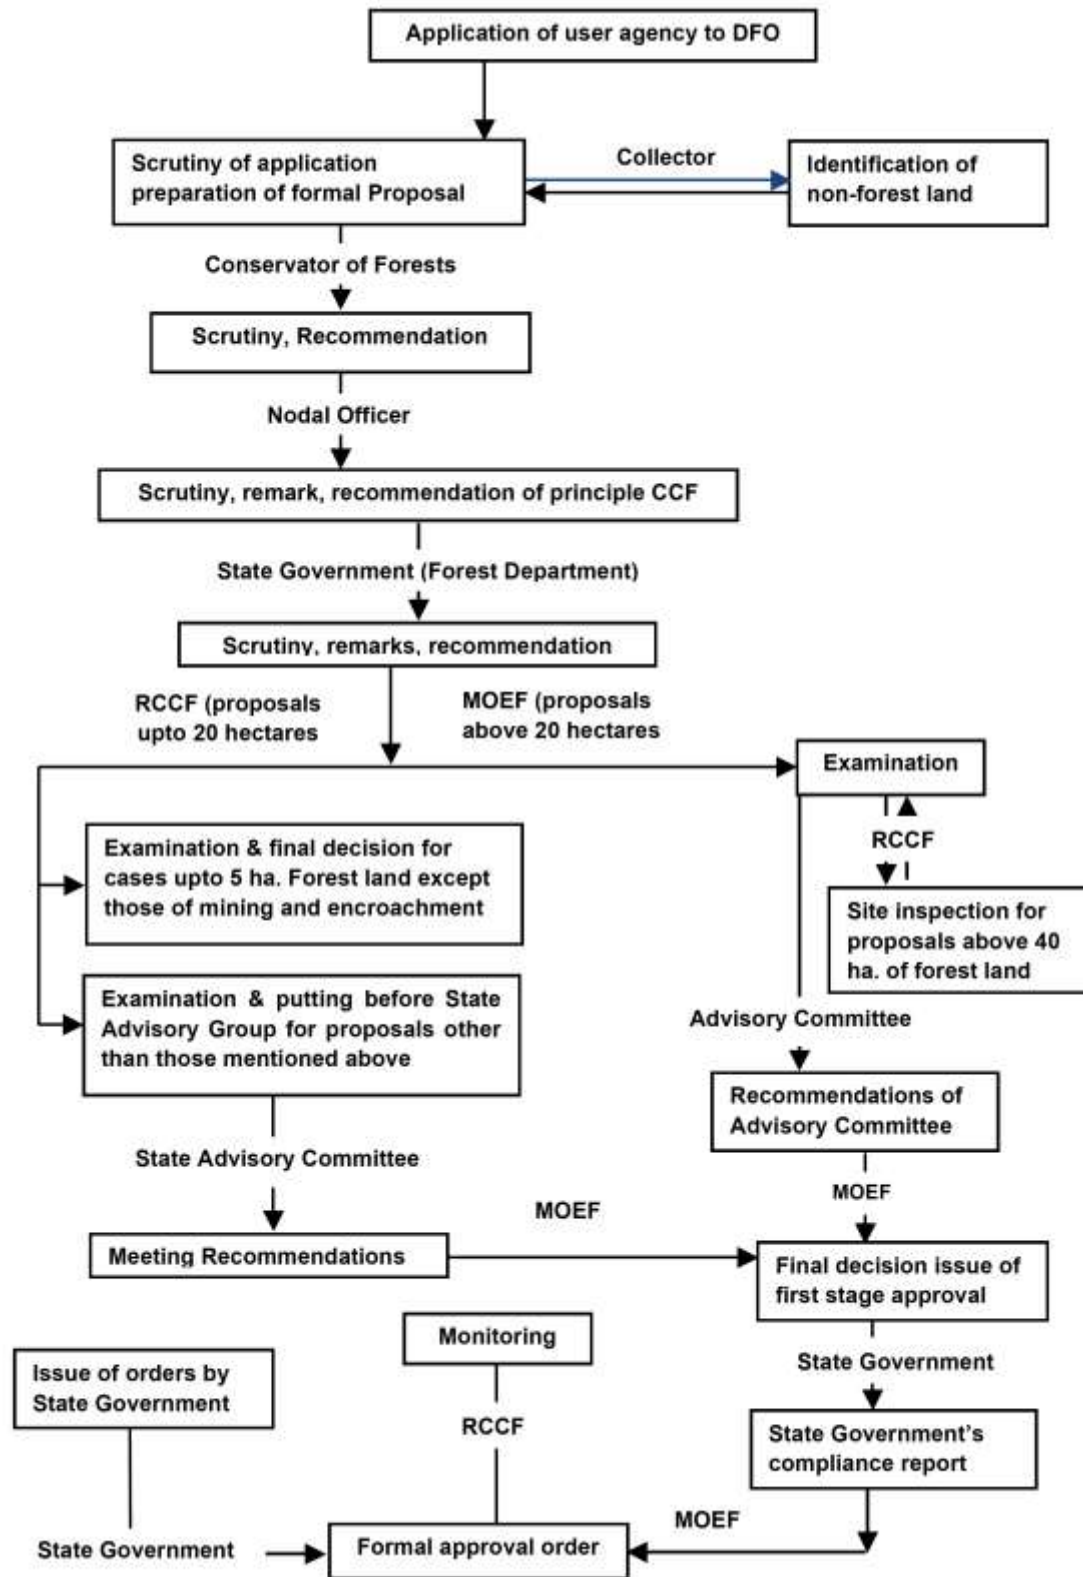 Application of user agency to DFO
Scrutiny of application
preparation of formal Proposal
Collector
Identification of
non-forest land
Conservator of Forests
Scrutiny, Recommendation
Nodal Officer
Scrutiny, remark, recommendation of principle CCF
State Government (Forest Department)
Scrutiny, remarks, recommendation
RCCF (proposals
upto 20 hectares
MOEF (proposals
above 20 hectares
Examination
Examination & final decision for
cases upto 5 ha. Forest land except
those of mining and encroachment
RCCF
Site inspection for
proposals above 40
ha. of forest land
Examination & putting before State
Advisory Group for proposals other
than those mentioned above
Advisory Committee
Recommendations of
Advisory Committee
State Advisory Committee
MOEF
Meeting Recommendations
MOEF
Final decision issue of
first stage approval
Monitoring
State Government
Issue of orders by
State Government
RCCF
State Government's
compliance report
MOEF
State Government
Formal approval order